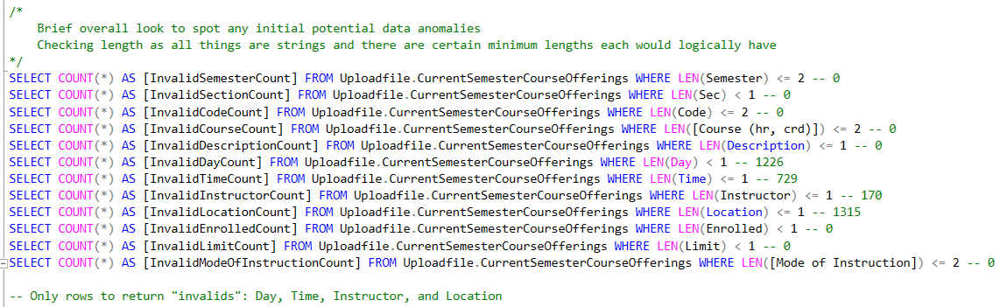 /*
    Brief overall look to spot any initial potential data anomalies
    Checking length as all things are strings and there are certain minimum lengths each would logically have
*/
SELECT COUNT(*) AS [InvalidSemesterCount] FROM Uploadfile.CurrentSemesterCourseOfferings WHERE LEN(Semester) <= 2 -- 0
SELECT COUNT(*) AS [InvalidSectionCount] FROM Uploadfile.CurrentSemesterCourseOfferings WHERE LEN(Sec) < 1 -- 0
SELECT COUNT(*) AS [InvalidCodeCount] FROM Uploadfile.CurrentSemesterCourseOfferings WHERE LEN(Code) <= 2 -- 0
SELECT COUNT(*) AS [InvalidCourseCount] FROM Uploadfile.CurrentSemesterCourseOfferings WHERE LEN([Course (hr, crd)]) <= 2 -- 0
SELECT COUNT(*) AS [InvalidDescriptionCount] FROM Uploadfile.CurrentSemesterCourseOfferings WHERE LEN(Description) <= 1 -- 0
SELECT COUNT(*) AS [InvalidDayCount] FROM Uploadfile.CurrentSemesterCourseOfferings WHERE LEN(Day) < 1 -- 1226
SELECT COUNT(*) AS [InvalidTimeCount] FROM Uploadfile.CurrentSemesterCourseOfferings WHERE LEN(Time) <= 1 -- 729
SELECT COUNT(*) AS [InvalidInstructorCount] FROM Uploadfile.CurrentSemesterCourseOfferings WHERE LEN(Instructor) <= 1 -- 170
SELECT COUNT(*) AS [InvalidLocationCount] FROM Uploadfile.CurrentSemesterCourseOfferings WHERE LEN(Location) <= 1 -- 1315
SELECT COUNT(*) AS [InvalidEnrolledCount] FROM Uploadfile.CurrentSemesterCourseOfferings WHERE LEN(Enrolled) < 1 -- 0
SELECT COUNT(*) AS [InvalidLimitCount] FROM Uploadfile.CurrentSemesterCourseOfferings WHERE LEN(Limit) < 1 -- 0
SELECT COUNT(*) AS [InvalidModeOfInstructionCount] FROM Uploadfile.CurrentSemesterCourseOfferings WHERE LEN([Mode of Instruction]) <= 2 -- 0
-- Only rows to return "invalids": Day, Time, Instructor, and Location